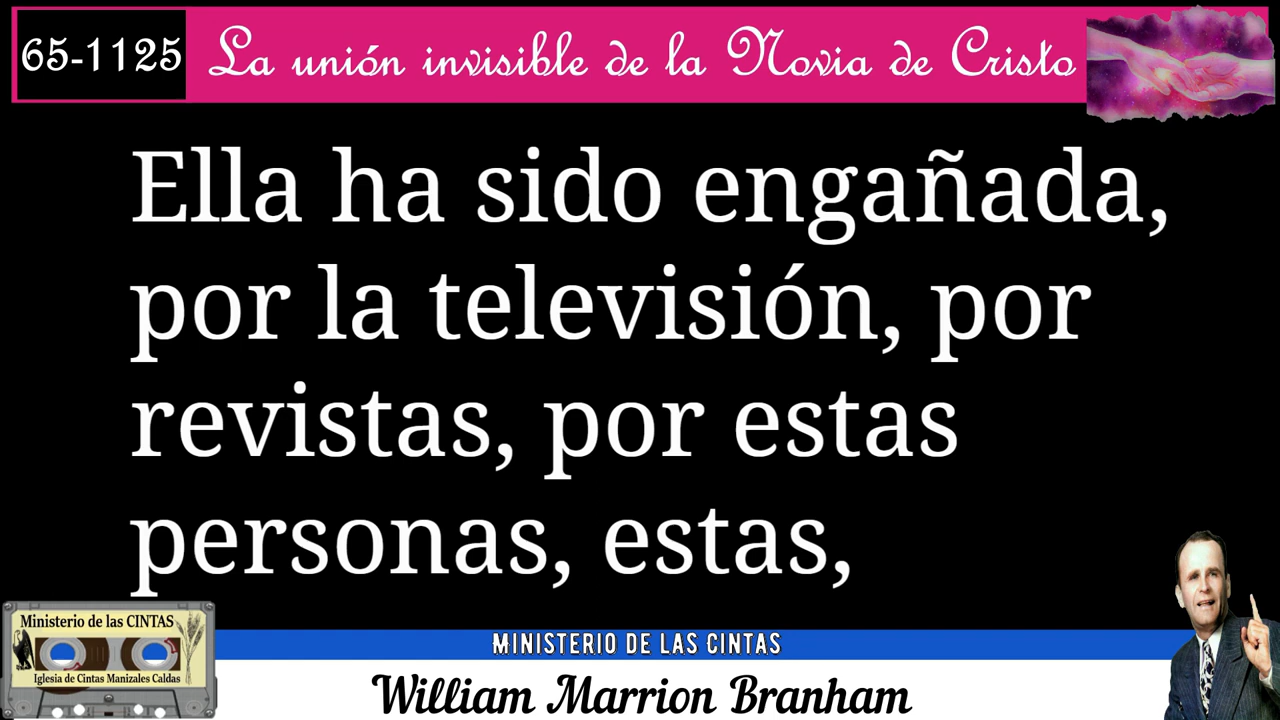 65-1125 La unión invisible de la Novia de Cristo
Ella ha sido engañada,
por la televisión, por
revistas, por estas
personas, estas,
Ministerio de las CINTAS
Iglesia de Cintas Manizales Caldas
MINISTERIO DE LAS CINTAS
William Marrion Branham